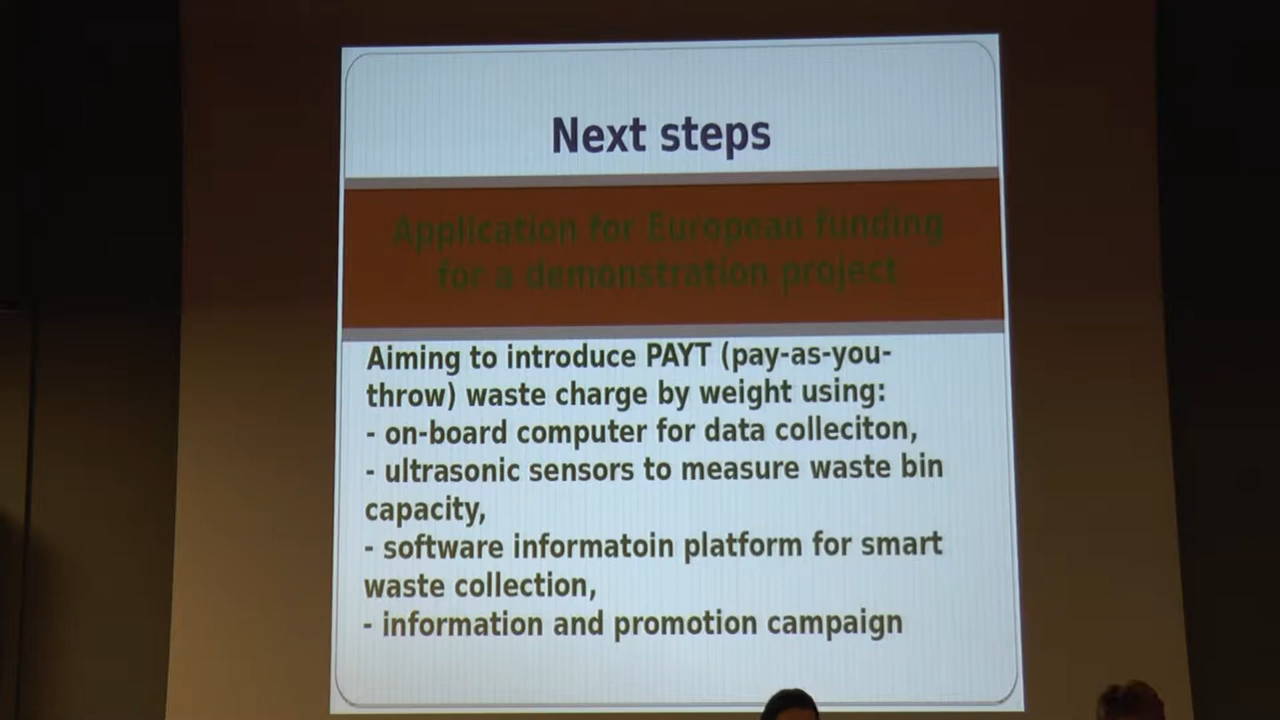 Next steps
Application for European funding
for a demonstration project
Aiming to introduce PAYT (pay-as-you-
throw) waste charge by weight using:
- on-board computer for data colleciton,
- ultrasonic sensors to measure waste bin
capacity,
- software informatoin platform for smart
waste collection,
- information and promotion campaign